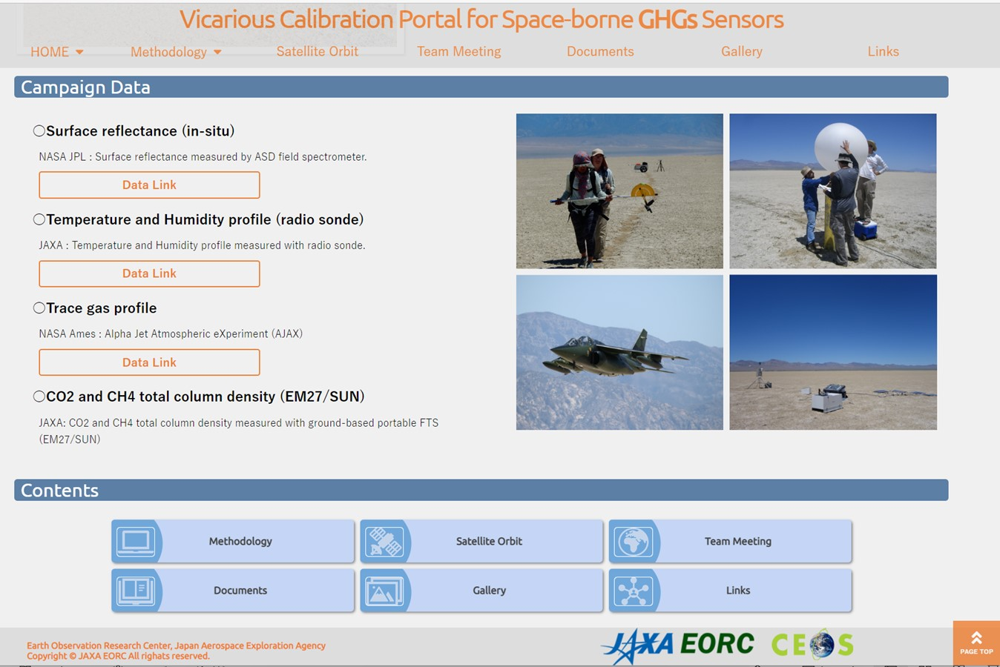 Vicarious Calibration Portal for Space-borne GHGs Sensors
HOME Methodology Satellite Orbit Team Meeting Documents Gallery Links
Campaign Data
○Surface reflectance (in-situ)
NASA JPL : Surface reflectance measured by ASD field spectrometer.
Data Link
○Temperature and Humidity profile (radio sonde)
JAXA : Temperature and Humidity profile measured with radio sonde.
Data Link
○Trace gas profile
NASA Ames : Alpha Jet Atmospheric eXperiment (AJAX)
Data Link
○CO2 and CH4 total column density (EM27/SUN)
JAXA: CO2 and CH4 total column density measured with ground-based portable FTS
(EM27/SUN)
Contents
Methodology Satellite Orbit Team Meeting
Documents Gallery Links
Earth Observation Research Center, Japan Aerospace Exploration Agency
Copyright © JAXA EORC All righats reserved.
JAXA EORC CEOS
PAGE TOP